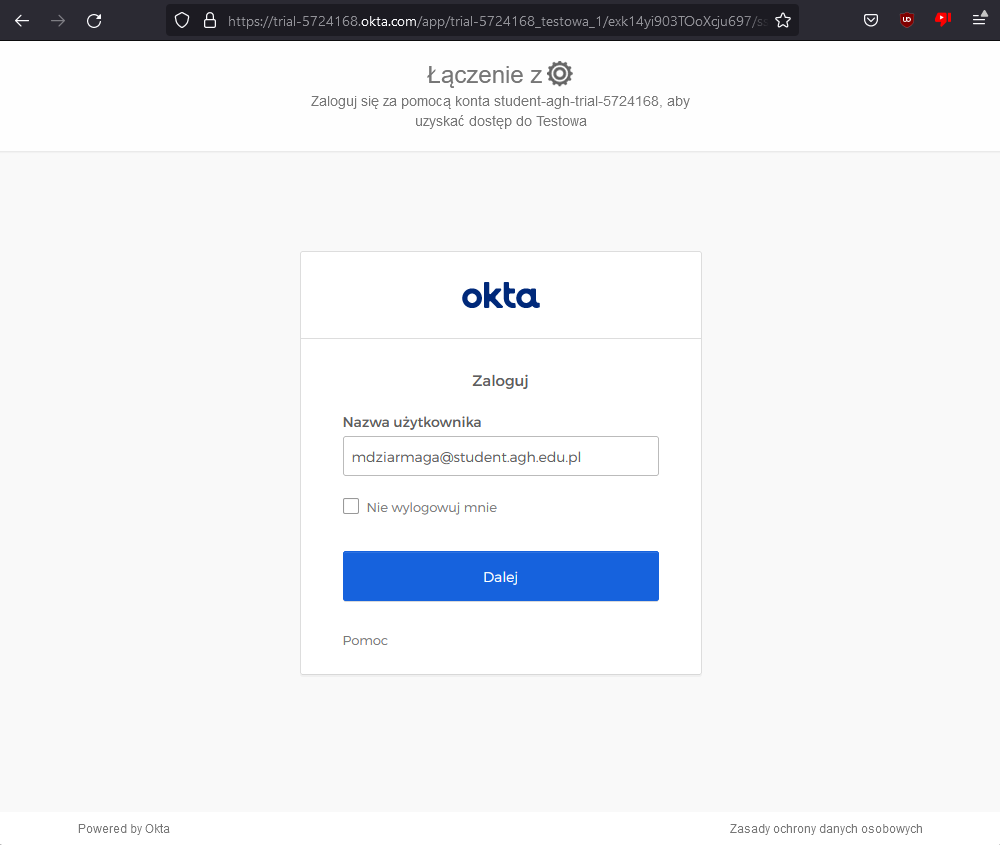 https://trial-5724168.okta.com/app/trial-5724168_testowa_1/exk14yi903TOoXcju697/ss
Łączenie z
Zaloguj się za pomocą konta student-agh-trial-5724168, aby
uzyskać dostęp do Testowa
okta
Zaloguj
Nazwa użytkownika
mdziarmaga@student.agh.edu.pl
Nie wylogowuj mnie
Dalej
Pomoc
Powered by Okta
Zasady ochrony danych osobowych